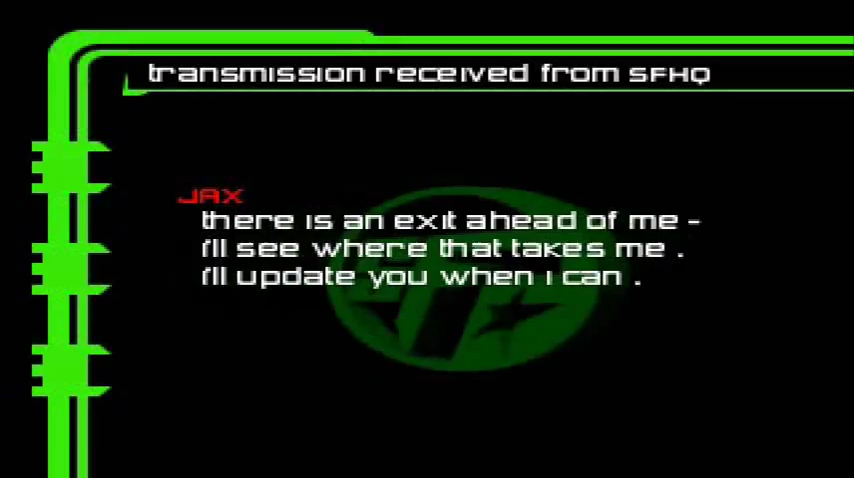 transmission received from SFHQ
JAX
there is an exit ahead of me -
i'll see where that takes me .
i'll update you when i can .